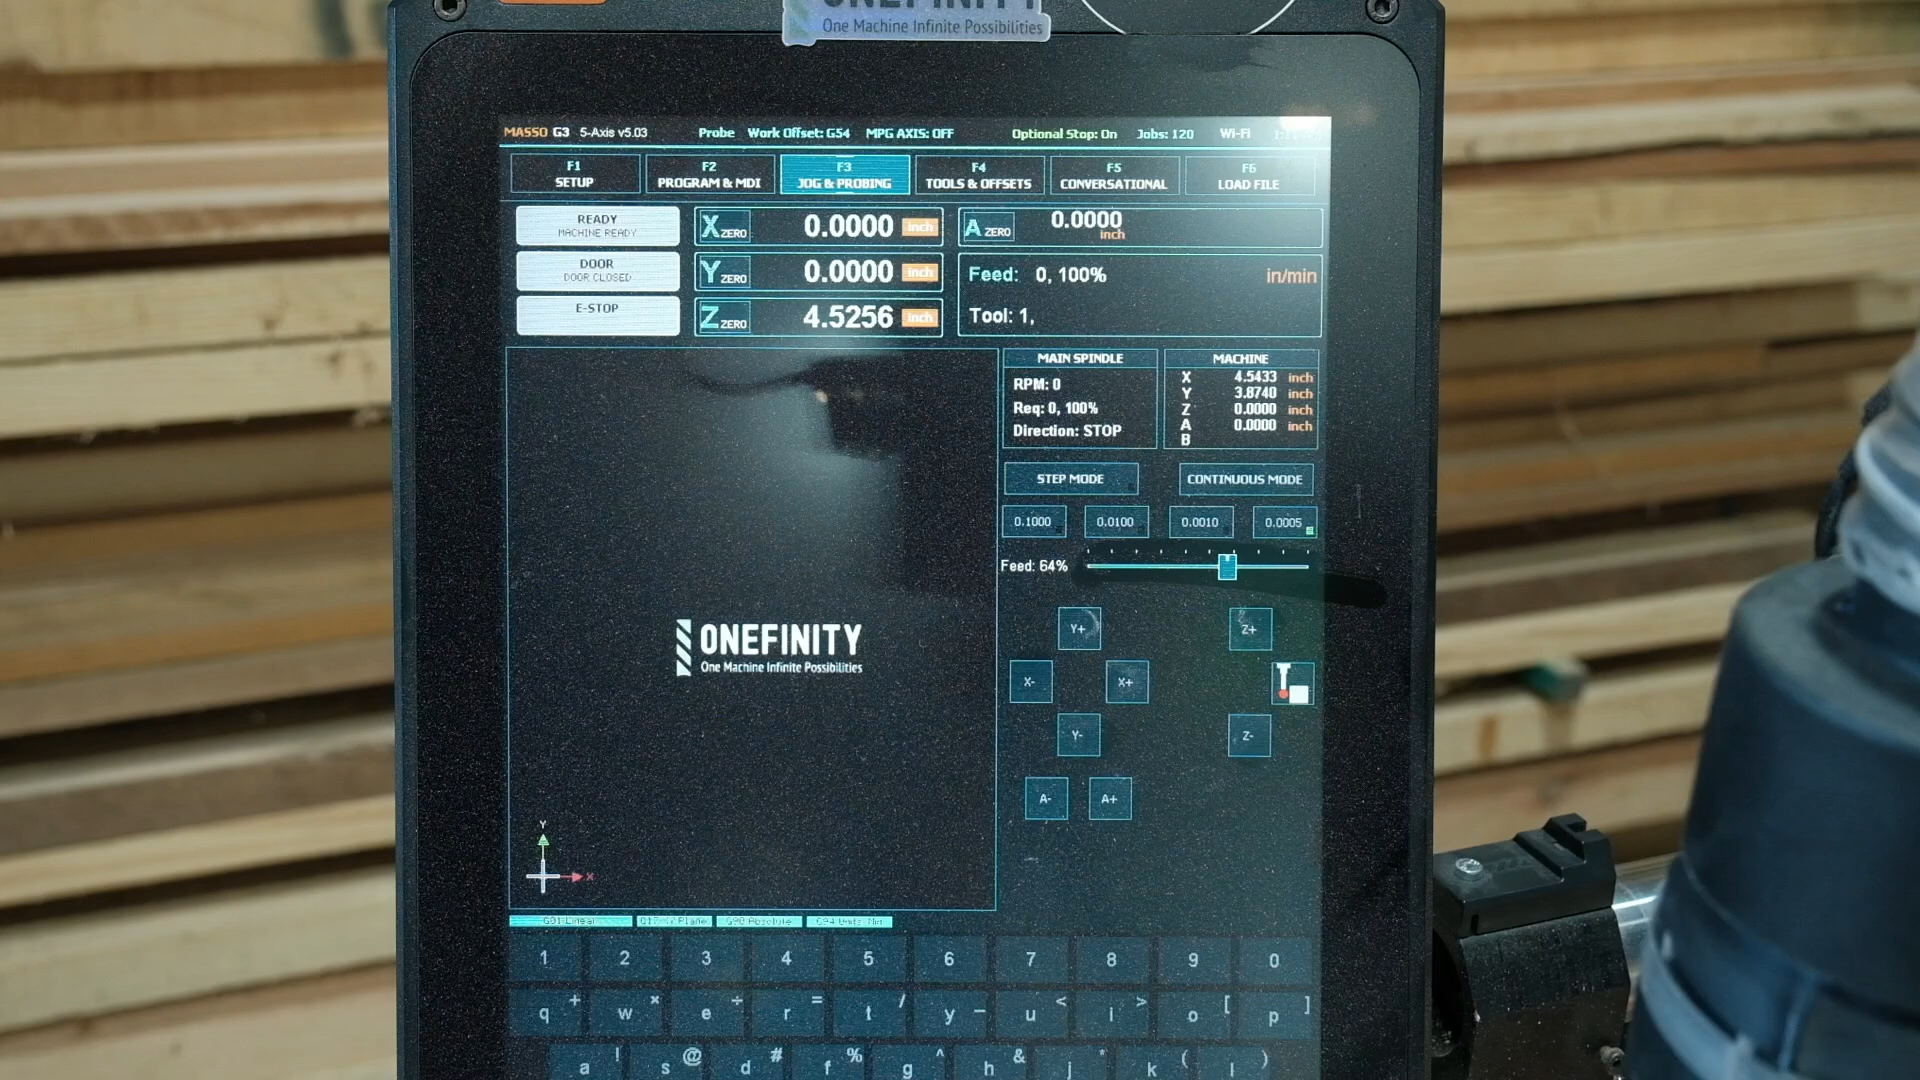 One Machine Infinite Possibilities
MASSO G3 5-Axis v5.03 Probe Work Offset: G54 MPG AXIS: OFF Optional Stop: On Jobs: 120 Wi-Fi
F1 F2 F3 F4 F5 F6
SETUP PROGRAM & MDI JOG & PROBING TOOLS & OFFSETS CONVERSATIONAL LOAD FILE
READY
MACHINE READY
X ZERO 0.0000 inch
A ZERO 0.0000 inch
DOOR
DOOR CLOSED
Y ZERO 0.0000 inch
Feed: 0, 100% in/min
E-STOP
Z ZERO 4.5256 inch
Tool: 1,
MAIN SPINDLE
RPM: 0
Req: 0, 100%
Direction: STOP
MACHINE
X 4.5433 inch
Y 3.8740 inch
Z 0.0000 inch
A 0.0000 inch
B
STEP MODE CONTINUOUS MODE
0.1000 0.0100 0.0010 0.0005
Feed: 64%
Y+ Z+
X- X+
Y- Z-
A- A+
ONEFINITY
One Machine Infinite Possibilities
Y
X
G01 Linear G90 Absolute
1 2 3 4 5 6 7 8 9 0
q + w × e ÷ r = t / y − u < i > o [ p ]
a ! s @ d # f % g ^ h & j * k ( l )